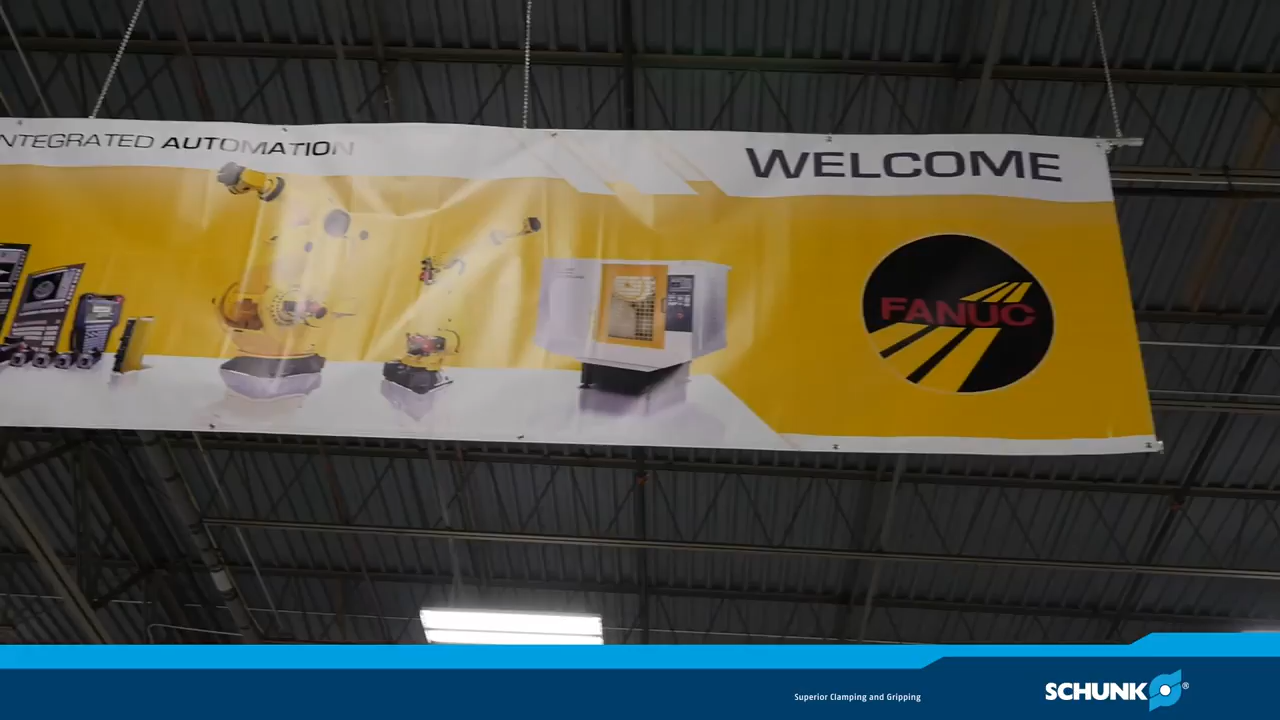 NTEGRATED AUTOMATION
WELCOME
FANUC
Superior Clamping and Gripping
SCHUNK®